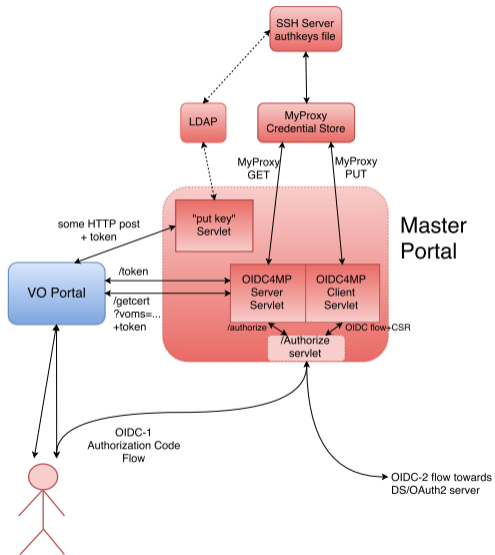 SSH Server
authkeys file
LDAP
MyProxy
Credential Store
MyProxy
GET
MyProxy
PUT
some HTTP post
+ token
"put key"
Servlet
Master
Portal
VO Portal
/token
/getcert
?voms=...
+token
OIDC4MP
Server
Servlet
OIDC4MP
Client
Servlet
/authorize
OIDC flow+CSR
/Authorize
servlet
OIDC-1
Authorization Code
Flow
OIDC-2 flow towards
DS/OAuth2 server